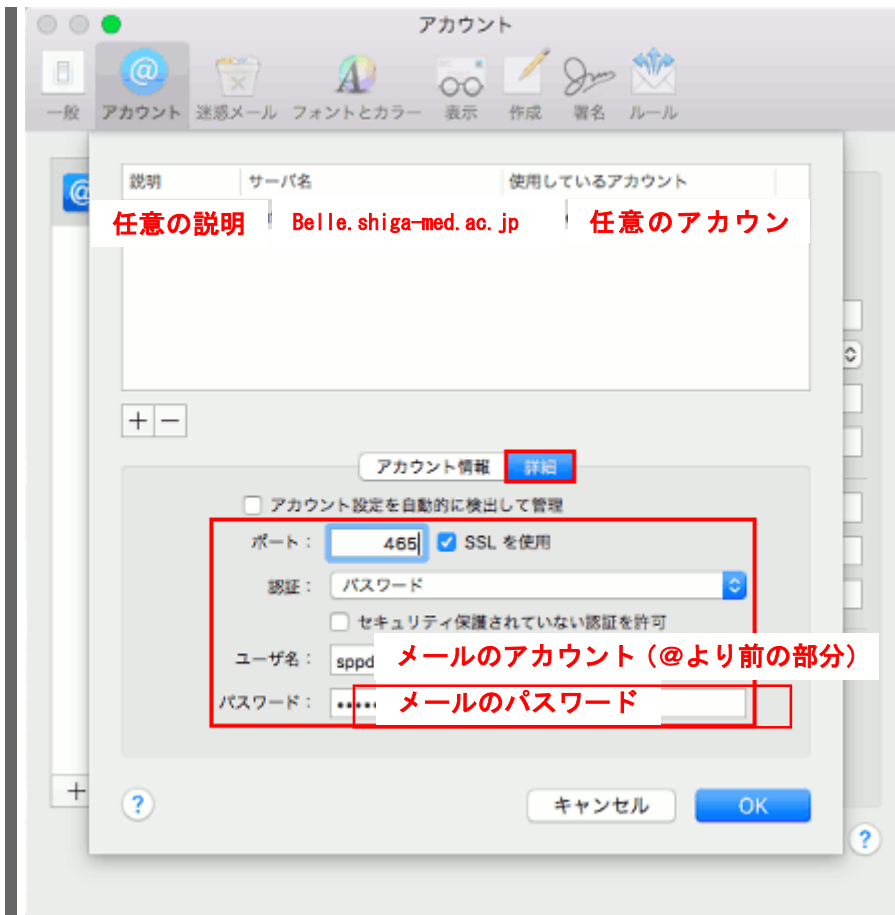 アカウント
@
一般 アカウント 迷惑メール フォントとカラー 表示 作成 署名 ルール
説明 サーバ名 使用しているアカウント
任意の説明 Belle.shiga-med.ac.jp 任意のアカウン
+ −
アカウント情報 詳細
アカウント設定を自動的に検出して管理
ポート： 465 SSL を使用
認証： パスワード
セキュリティ保護されていない認証を許可
ユーザ名： sppd メールのアカウント（@より前の部分）
パスワード： ••••• メールのパスワード
+
? キャンセル OK
?